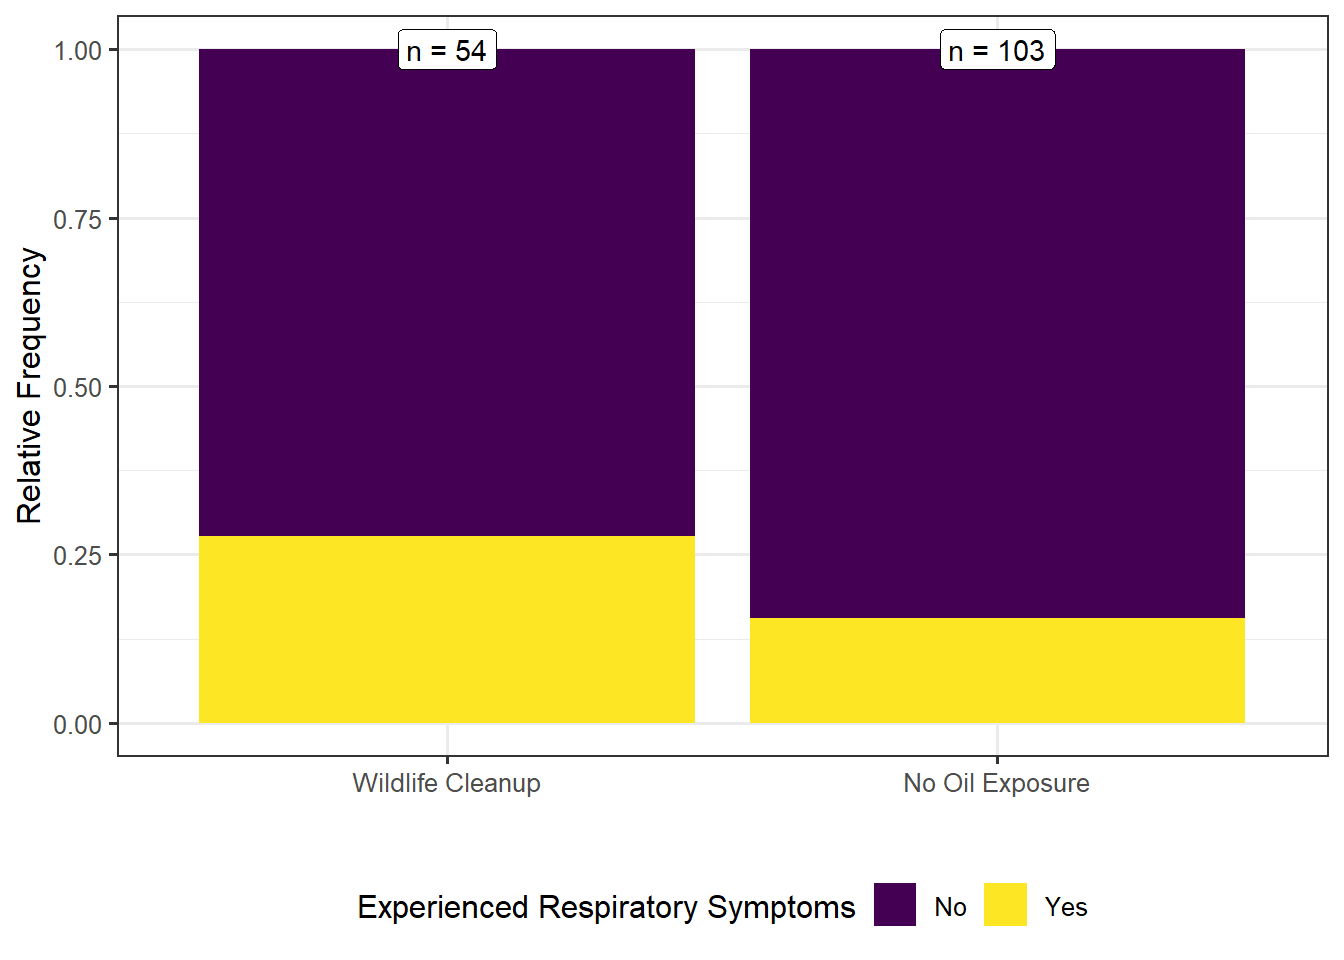 n = 54
n = 103
1.00
0.75
0.50
0.25
0.00
Relative Frequency
Wildlife Cleanup
No Oil Exposure
Experienced Respiratory Symptoms No Yes